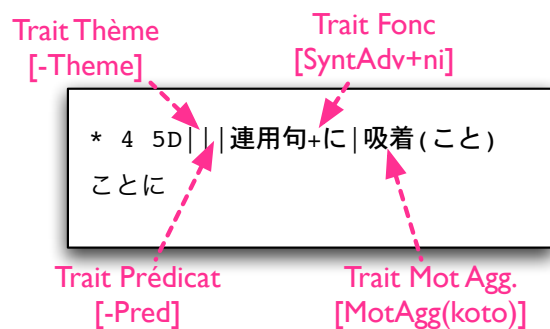 Trait Thème
[-Theme]
Trait Fonc
[SyntAdv+ni]
* 4 5D|||連用句+に|吸着(こと)
ことに
Trait Prédicat
[-Pred]
Trait Mot Agg.
[MotAgg(koto)]